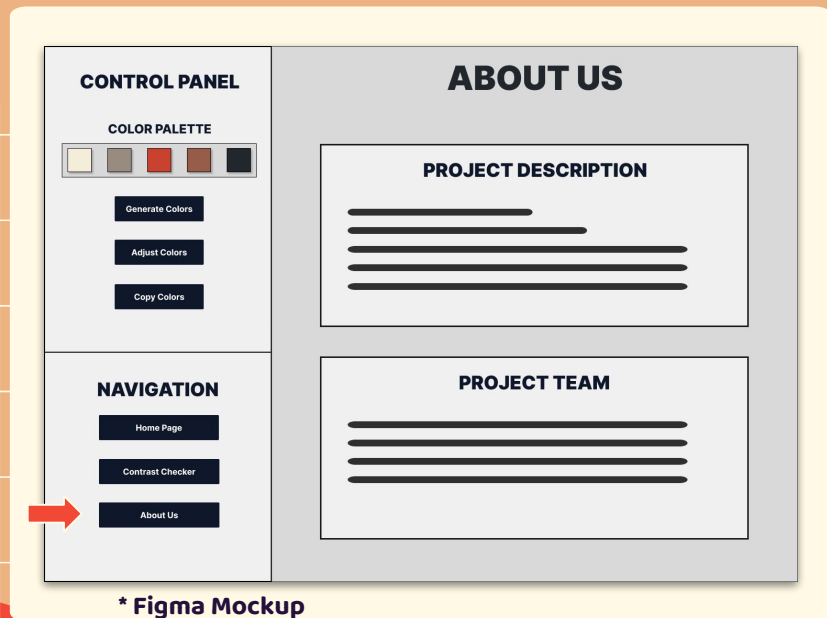 CONTROL PANEL
COLOR PALETTE
Generate Colors
Adjust Colors
Copy Colors
NAVIGATION
Home Page
Contrast Checker
About Us
ABOUT US
PROJECT DESCRIPTION
PROJECT TEAM
* Figma Mockup